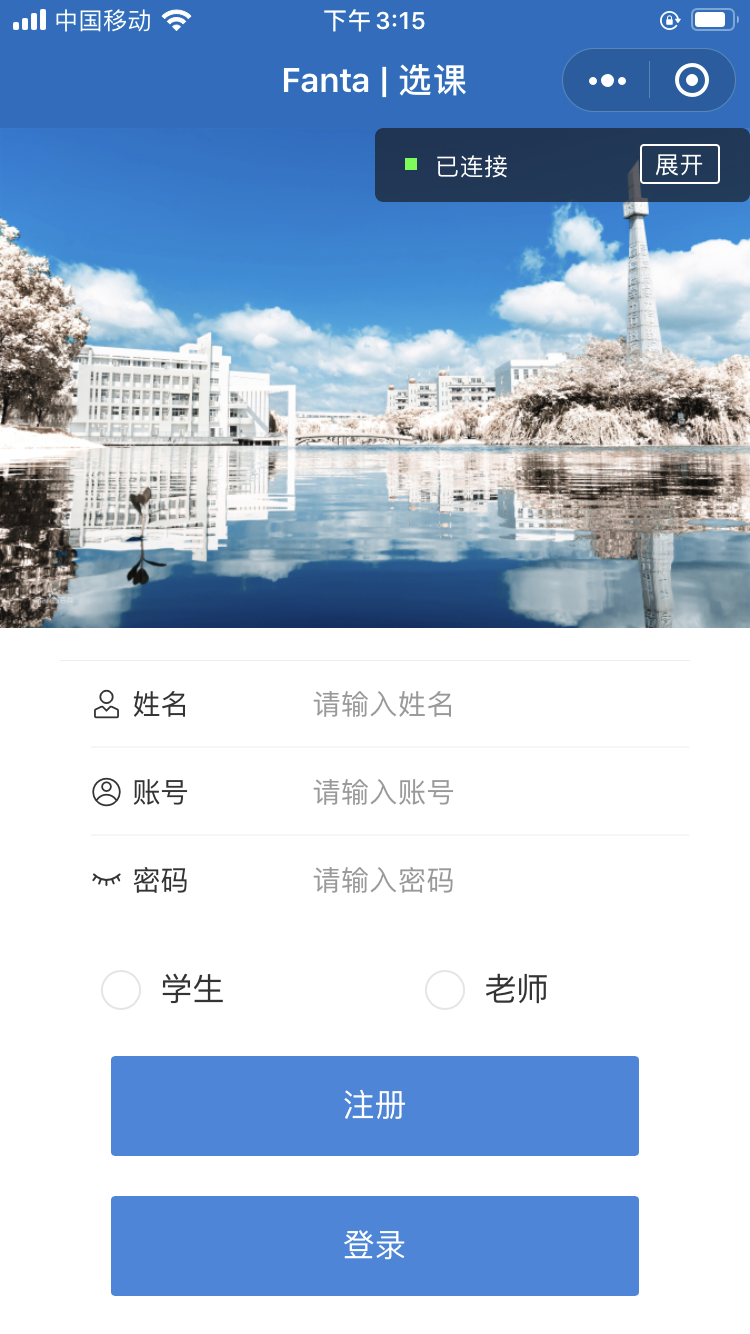 中国移动 下午 3:15
Fanta | 选课
已连接 展开
姓名 请输入姓名
账号 请输入账号
密码 请输入密码
学生 老师
注册
登录